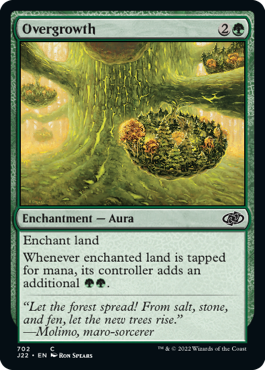 Overgrowth 2
Enchantment — Aura
Enchant land
Whenever enchanted land is tapped
for mana, its controller adds an
additional .
“Let the forest spread! From salt, stone,
and fen, let the new trees rise.”
—Molimo, maro-sorcerer
702 C
J22 • EN Ron Spears
™ & © 2022 Wizards of the Coast